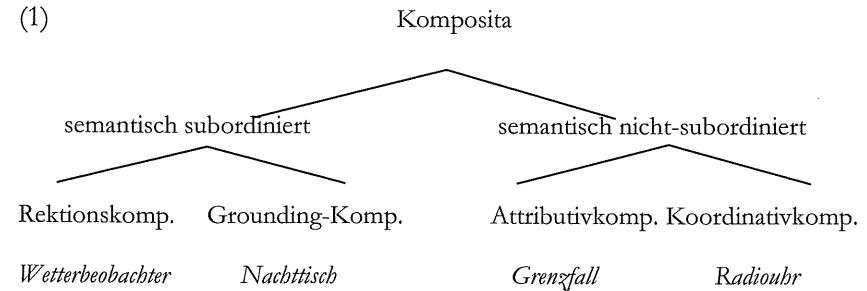 (1) Komposita
semantisch subordiniert semantisch nicht-subordiniert
Rektionskomp. Grounding-Komp. Attributivkomp. Koordinativkomp.
Wetterbeobachter Nachttisch Grenzfall Radiouhr